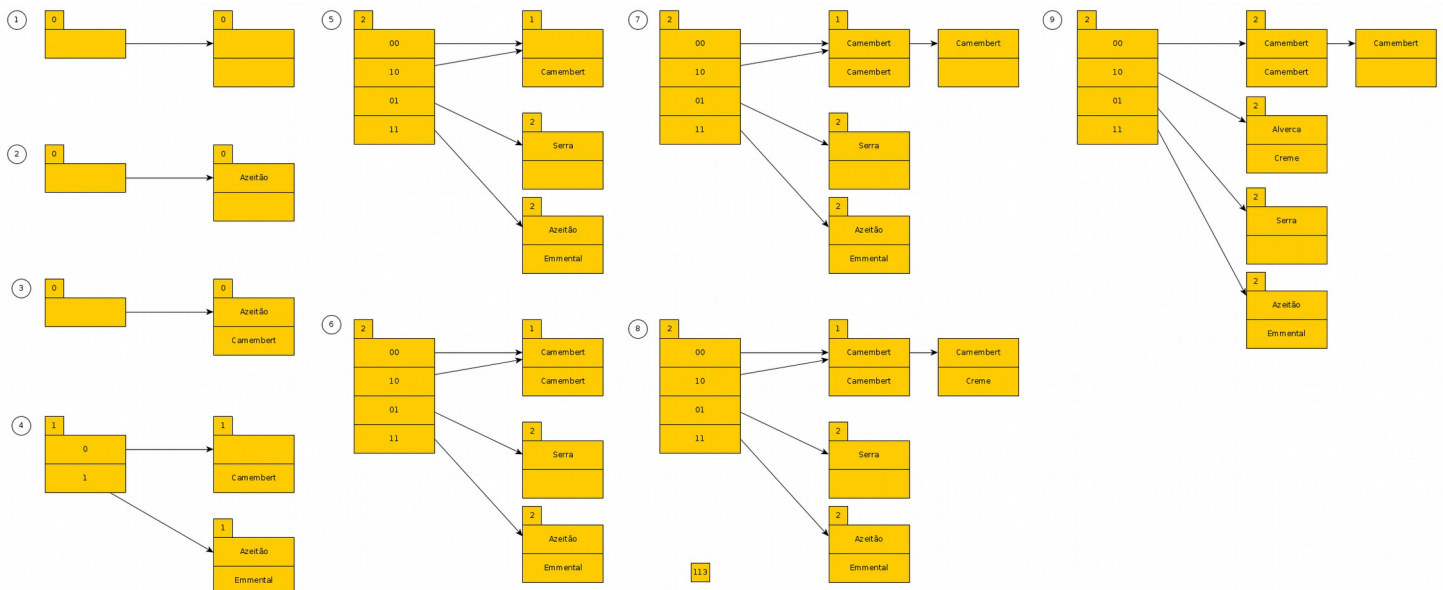 1
0
0
2
0
0
Azeitão
3
0
0
Azeitão
Camembert
4
1
1
0
1
Camembert
1
Azeitão
Emmental
5
2
1
00
10
Camembert
01
2
11
Serra
2
Azeitão
Emmental
6
2
1
00
Camembert
10
Camembert
01
2
11
Serra
2
Azeitão
Emmental
7
2
1
00
Camembert
Camembert
10
Camembert
01
2
11
Serra
2
Azeitão
Emmental
8
2
1
00
Camembert
Camembert
10
Camembert
Creme
01
2
11
Serra
2
Azeitão
Emmental
113
9
2
2
00
Camembert
Camembert
10
Camembert
01
2
11
Alverca
Creme
2
Serra
2
Azeitão
Emmental